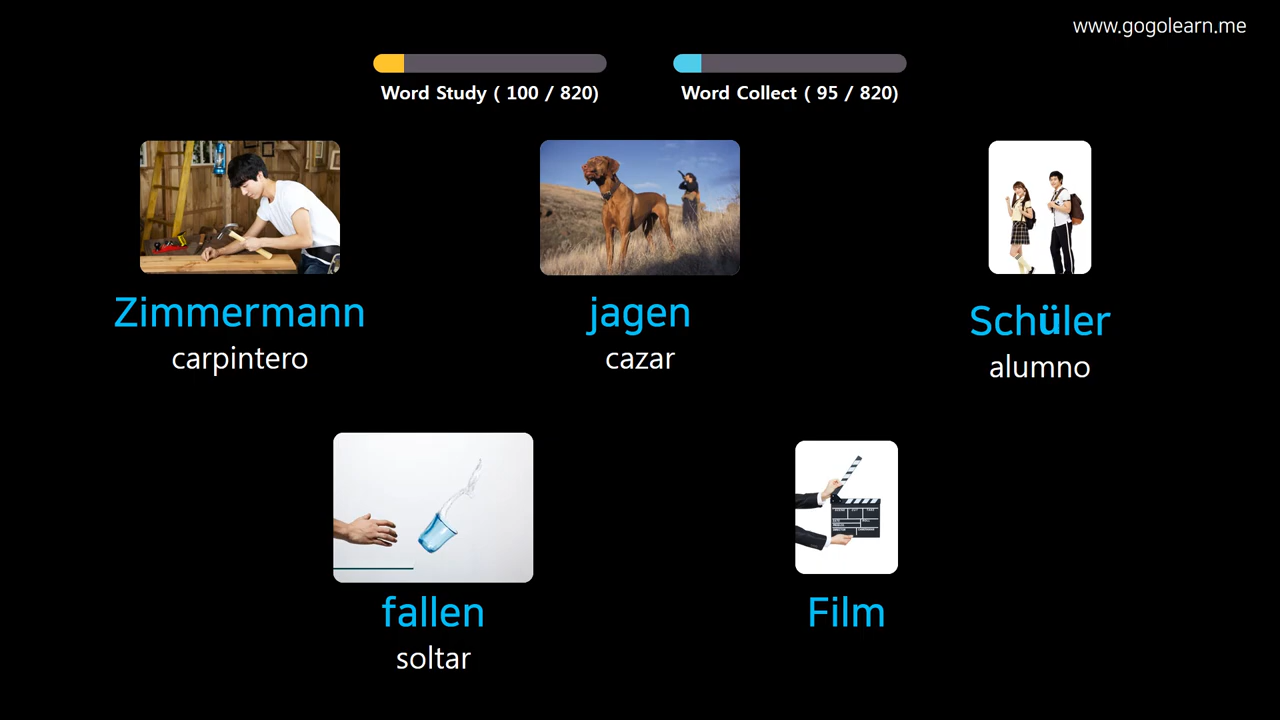 www.gogolearn.me
Word Study ( 100 / 820)
Word Collect ( 95 / 820)
Zimmermann
carpintero
jagen
cazar
Schüler
alumno
fallen
soltar
Film